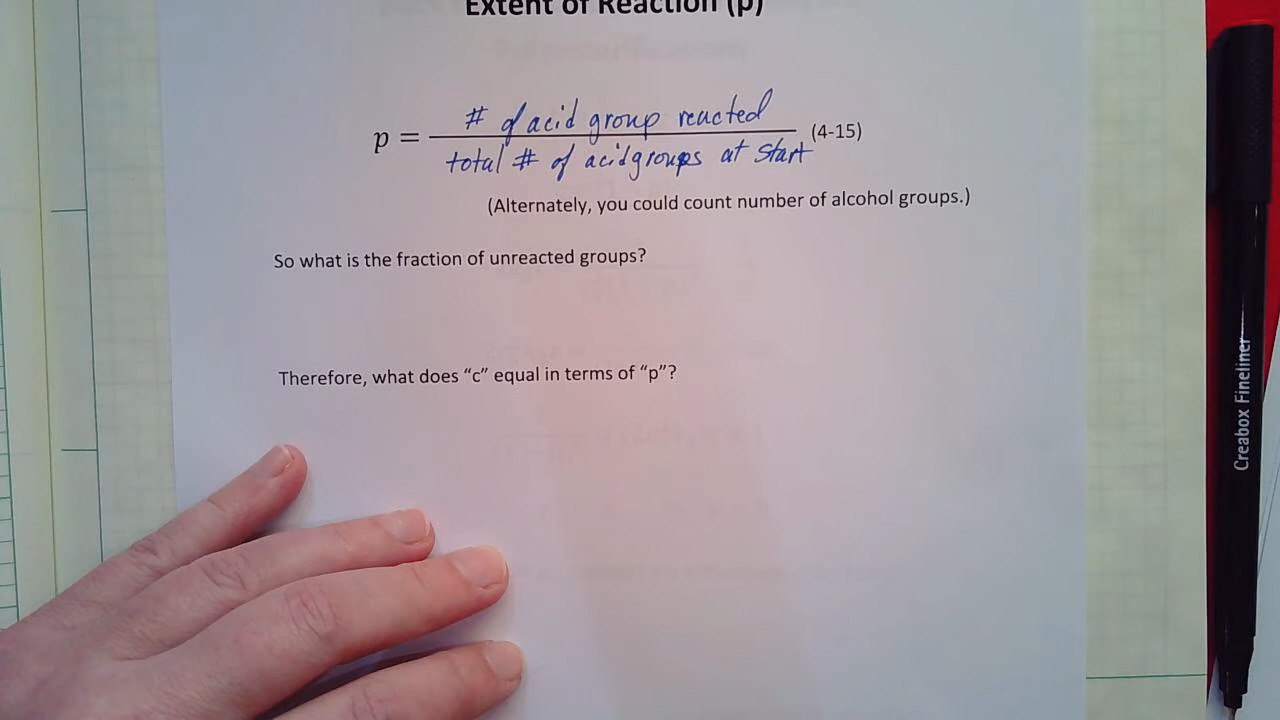 Extent of Reaction (p)
# of acid group reacted
p = (4-15)
total # of acid groups at start
(Alternately, you could count number of alcohol groups.)
So what is the fraction of unreacted groups?
Therefore, what does “c” equal in terms of “p”?
Creabox Fineliner